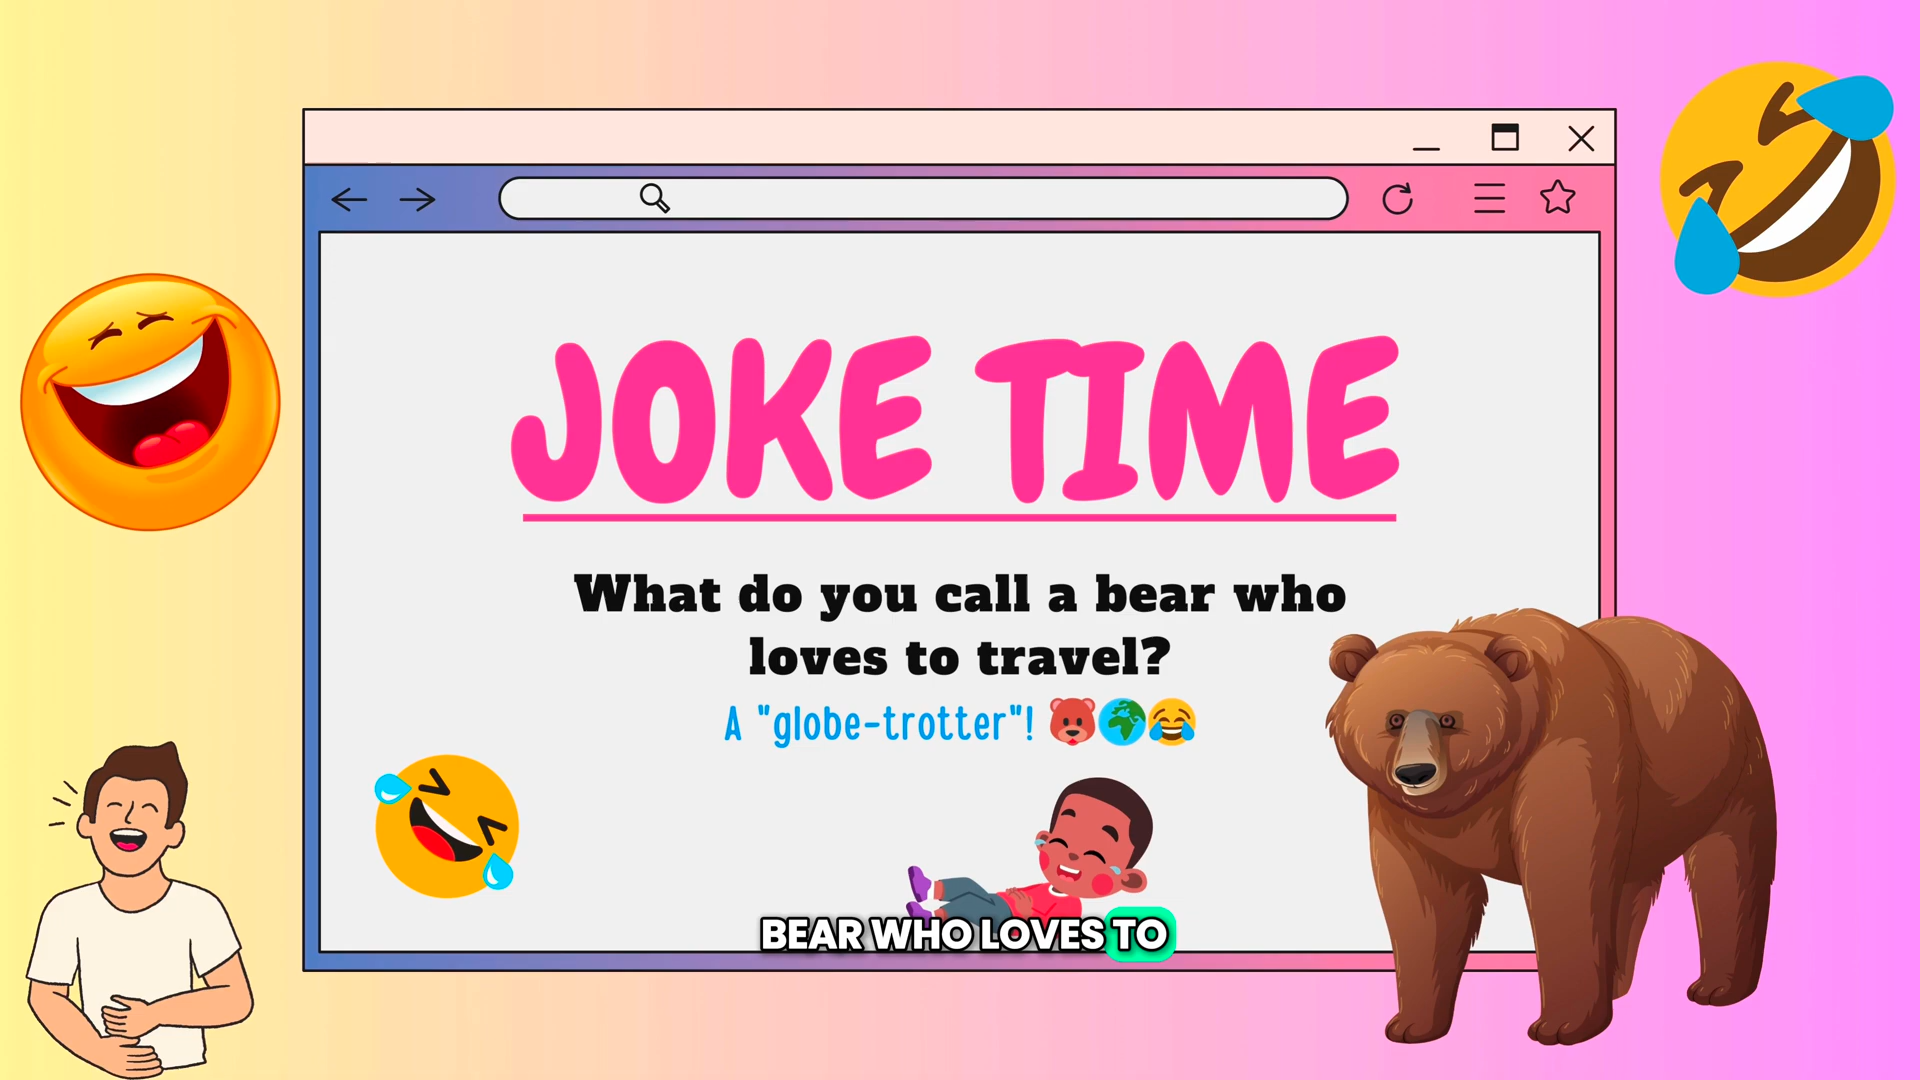 JOKE TIME
What do you call a bear who
loves to travel?
A "globe-trotter"! 🐻🌍😂
BEAR WHO LOVES TO